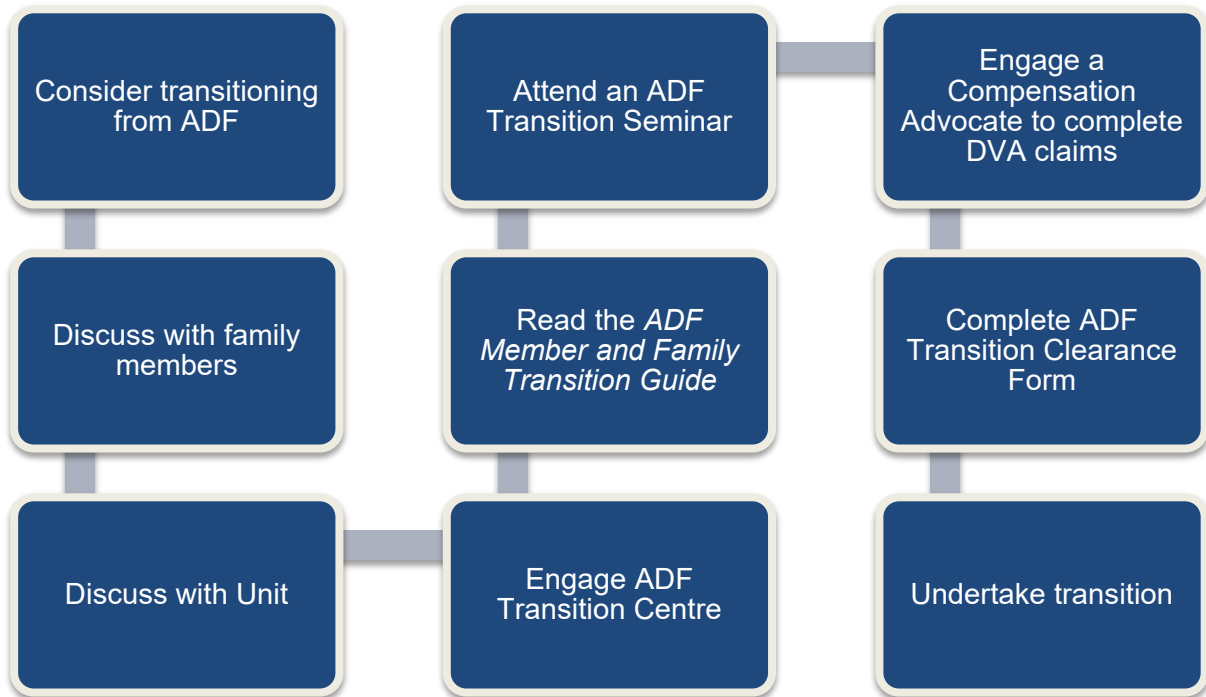 Consider transitioning
from ADF
Discuss with family
members
Discuss with Unit
Engage ADF
Transition Centre
Read the ADF
Member and Family
Transition Guide
Attend an ADF
Transition Seminar
Engage a
Compensation
Advocate to complete
DVA claims
Complete ADF
Transition Clearance
Form
Undertake transition